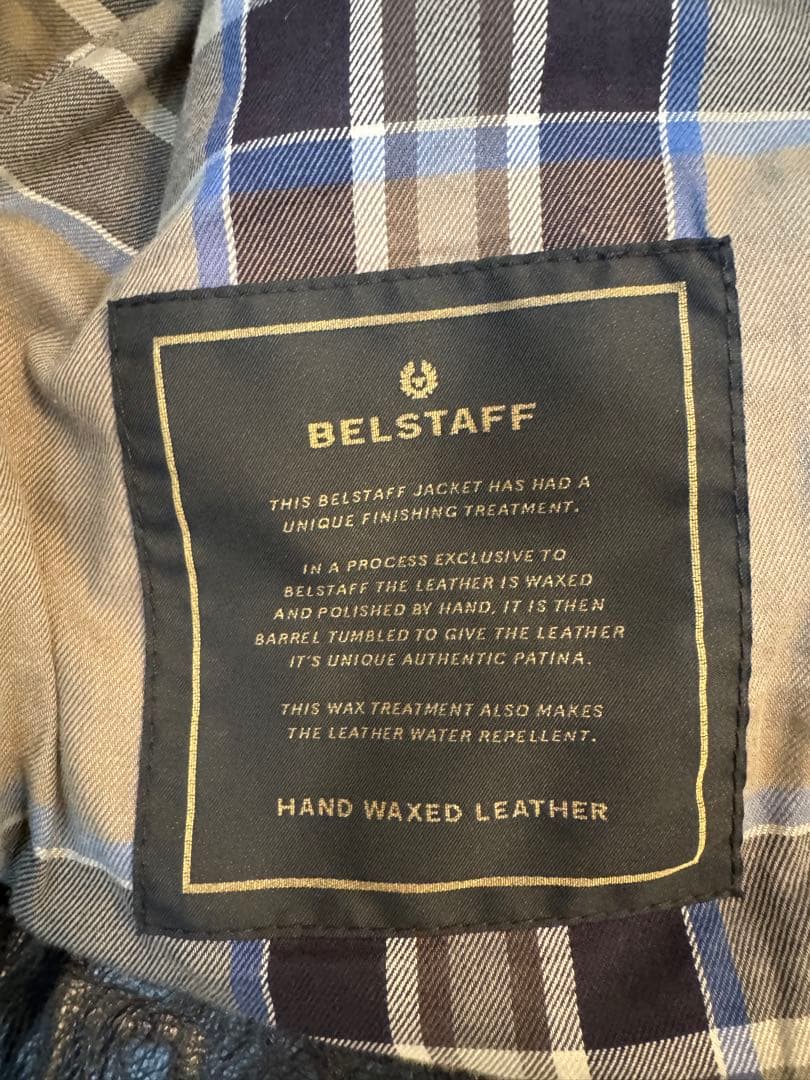 BELSTAFF
THIS BELSTAFF JACKET HAS HAD A
UNIQUE FINISHING TREATMENT.
IN A PROCESS EXCLUSIVE TO
BELSTAFF THE LEATHER IS WAXED
AND POLISHED BY HAND, IT IS THEN
BARREL TUMBLED TO GIVE THE LEATHER
IT'S UNIQUE AUTHENTIC PATINA.
THIS WAX TREATMENT ALSO MAKES
THE LEATHER WATER REPELLENT.
HAND WAXED LEATHER